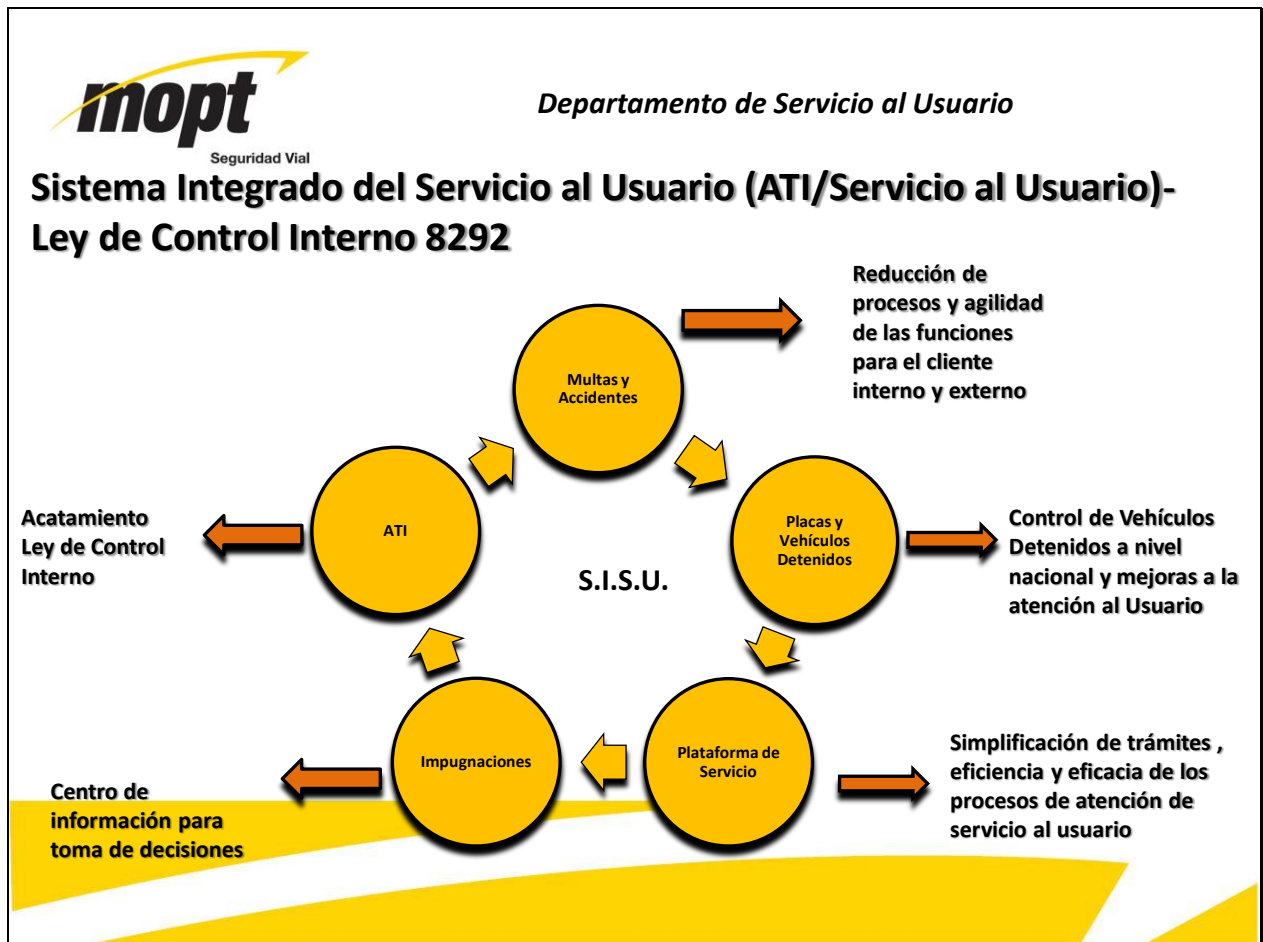 mopt
Seguridad Vial
Departamento de Servicio al Usuario
Sistema Integrado del Servicio al Usuario (ATI/Servicio al Usuario)-
Ley de Control Interno 8292
Reducción de
procesos y agilidad
de las funciones
para el cliente
interno y externo
Multas y
Accidentes
Placas y
Vehículos
Detenidos
Control de Vehículos
Detenidos a nivel
nacional y mejoras a la
atención al Usuario
Plataforma de
Servicio
Simplificación de trámites ,
eficiencia y eficacia de los
procesos de atención de
servicio al usuario
Impugnaciones
Centro de
información para
toma de decisiones
ATI
Acatamiento
Ley de Control
Interno
S.I.S.U.